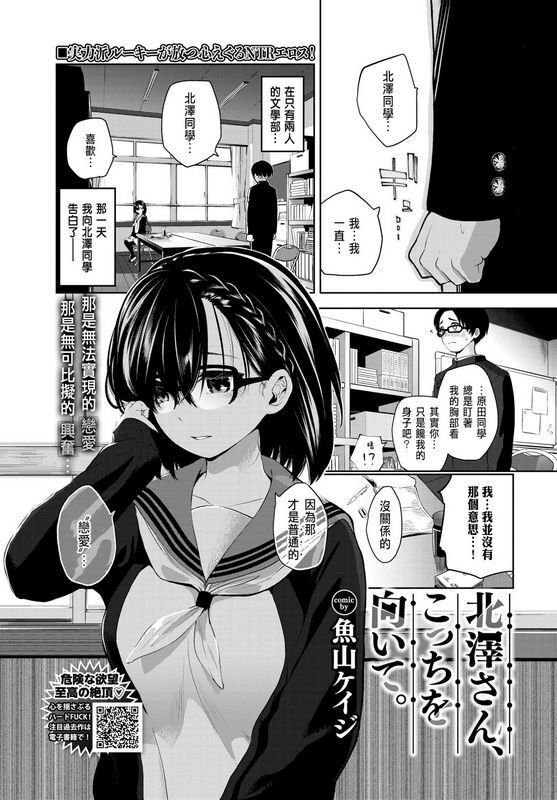 ■実力派ルーキーが放つ心えぐるNTRエロス！
北澤同學…
我…我
一直…
在只有兩人
的文學部…
北澤同學…
喜歡…
那一天
我向北澤同學
告白了——
那是無法實現的 戀愛
那是無可比擬的 興奮…
…原田同學
總是盯著
我的胸部看
其實你…
只是饞我的
身子吧？
唔!?
我…我並沒有
那個意思…！
沒關係的
因為那
才是普通的
“戀愛”
北澤さん、
こっちを
向いて。
comic by
魚山ケイジ
危険な欲望
至高の絶頂♡
心を揺さぶる
ハードFUCK！
注目過去作は
電子書籍で！